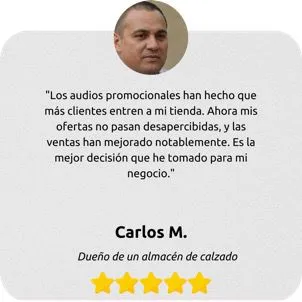 "Los audios promocionales han hecho que
más clientes entren a mi tienda. Ahora mis
ofertas no pasan desapercibidas, y las
ventas han mejorado notablemente. Es la
mejor decisión que he tomado para mi
negocio."
Carlos M.
Dueño de un almacén de calzado